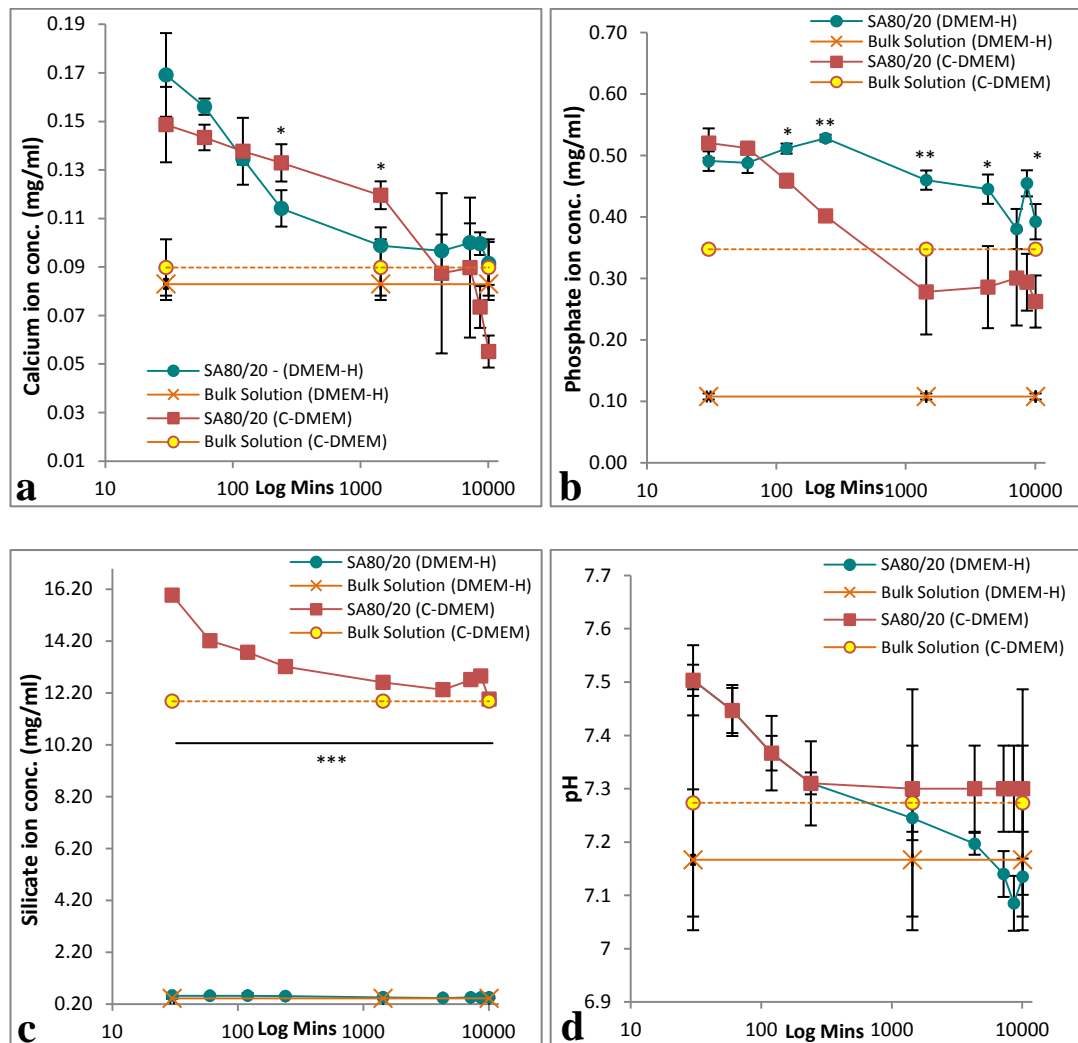 0.19
0.17
0.15
0.13
0.11
0.09
0.07
0.05
0.03
0.01
Calcium ion conc. (mg/ml)
*
*
SA80/20 - (DMEM-H)
Bulk Solution (DMEM-H)
SA80/20 (C-DMEM)
Bulk Solution (C-DMEM)
10
100
1000
10000
Log Mins
a
0.70
0.60
0.50
0.40
0.30
0.20
0.10
0.00
Phosphate ion conc. (mg/ml)
SA80/20 (DMEM-H)
Bulk Solution (DMEM-H)
SA80/20 (C-DMEM)
Bulk Solution (C-DMEM)
*
**
**
*
*
10
100
1000
10000
Log Mins
b
16.20
14.20
12.20
10.20
8.20
6.20
4.20
2.20
0.20
Silicate ion conc. (mg/ml)
SA80/20 (DMEM-H)
Bulk Solution (DMEM-H)
SA80/20 (C-DMEM)
Bulk Solution (C-DMEM)
***
10
100
1000
10000
Log Mins
c
7.7
7.6
7.5
7.4
7.3
7.2
7.1
7
6.9
pH
SA80/20 (DMEM-H)
Bulk Solution (DMEM-H)
SA80/20 (C-DMEM)
Bulk Solution (C-DMEM)
10
100
1000
10000
Log Mins
d